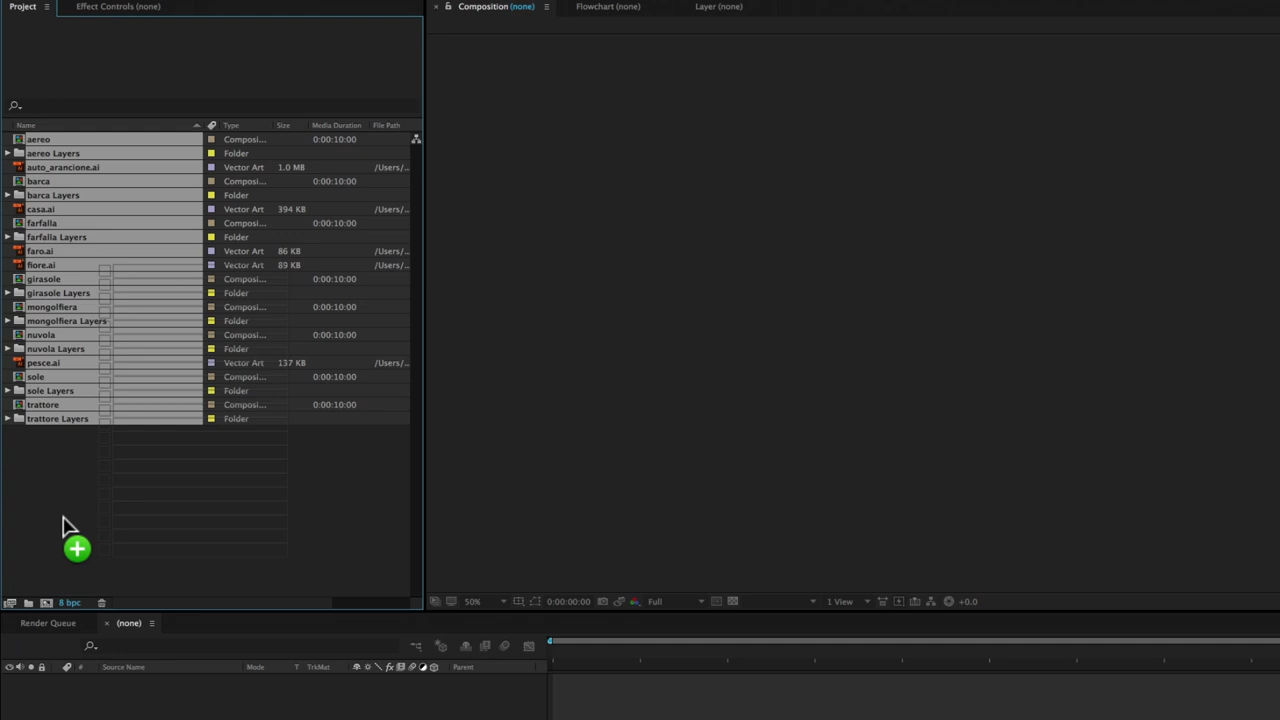 Project
Effect Controls (none)
Composition (none)
Flowchart (none)
Layer (none)
Name Type Size Media Duration File Path
aereo Composi... 0:00:10:00
aereo Layers Folder
auto_arancione.ai Vector Art 1.0 MB /Users/...
barca Composi... 0:00:10:00
barca Layers Folder
casa.ai Vector Art 394 KB /Users/...
farfalla Composi... 0:00:10:00
farfalla Layers Folder
faro.ai Vector Art 86 KB /Users/...
fiore.ai Vector Art 89 KB /Users/...
girasole Composi... 0:00:10:00
girasole Layers Folder
mongolfiera Composi... 0:00:10:00
mongolfiera Layers Folder
nuvola Composi... 0:00:10:00
nuvola Layers Folder
pesce.ai Vector Art 137 KB /Users/...
sole Composi... 0:00:10:00
sole Layers Folder
trattore Composi... 0:00:10:00
trattore Layers Folder
8 bpc
50% 0:00:00:00 Full 1 View +0.0
Render Queue
(none)
# Source Name Mode T TrkMat fx Parent